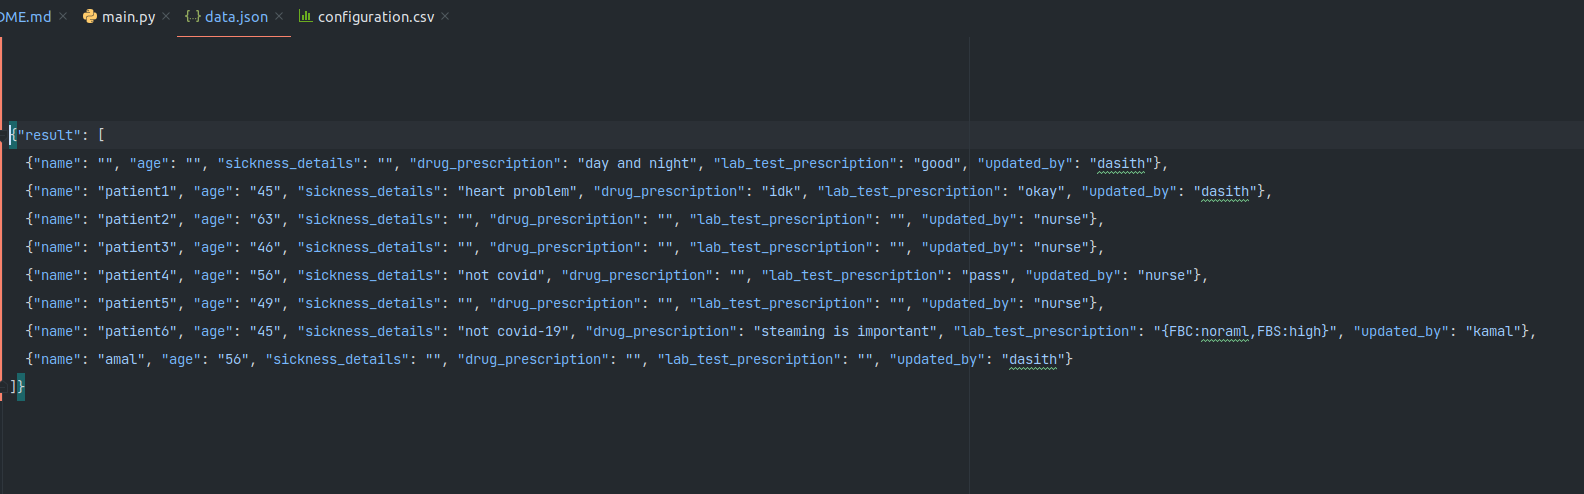 OME.md main.py data.json configuration.csv
{"result": [
{"name": "", "age": "", "sickness_details": "", "drug_prescription": "day and night", "lab_test_prescription": "good", "updated_by": "dasith"},
{"name": "patient1", "age": "45", "sickness_details": "heart problem", "drug_prescription": "idk", "lab_test_prescription": "okay", "updated_by": "dasith"},
{"name": "patient2", "age": "63", "sickness_details": "", "drug_prescription": "", "lab_test_prescription": "", "updated_by": "nurse"},
{"name": "patient3", "age": "46", "sickness_details": "", "drug_prescription": "", "lab_test_prescription": "", "updated_by": "nurse"},
{"name": "patient4", "age": "56", "sickness_details": "not covid", "drug_prescription": "", "lab_test_prescription": "pass", "updated_by": "nurse"},
{"name": "patient5", "age": "49", "sickness_details": "", "drug_prescription": "", "lab_test_prescription": "", "updated_by": "nurse"},
{"name": "patient6", "age": "45", "sickness_details": "not covid-19", "drug_prescription": "steaming is important", "lab_test_prescription": "{FBC:noraml,FBS:high}", "updated_by": "kamal"},
{"name": "amal", "age": "56", "sickness_details": "", "drug_prescription": "", "lab_test_prescription": "", "updated_by": "dasith"}
]}